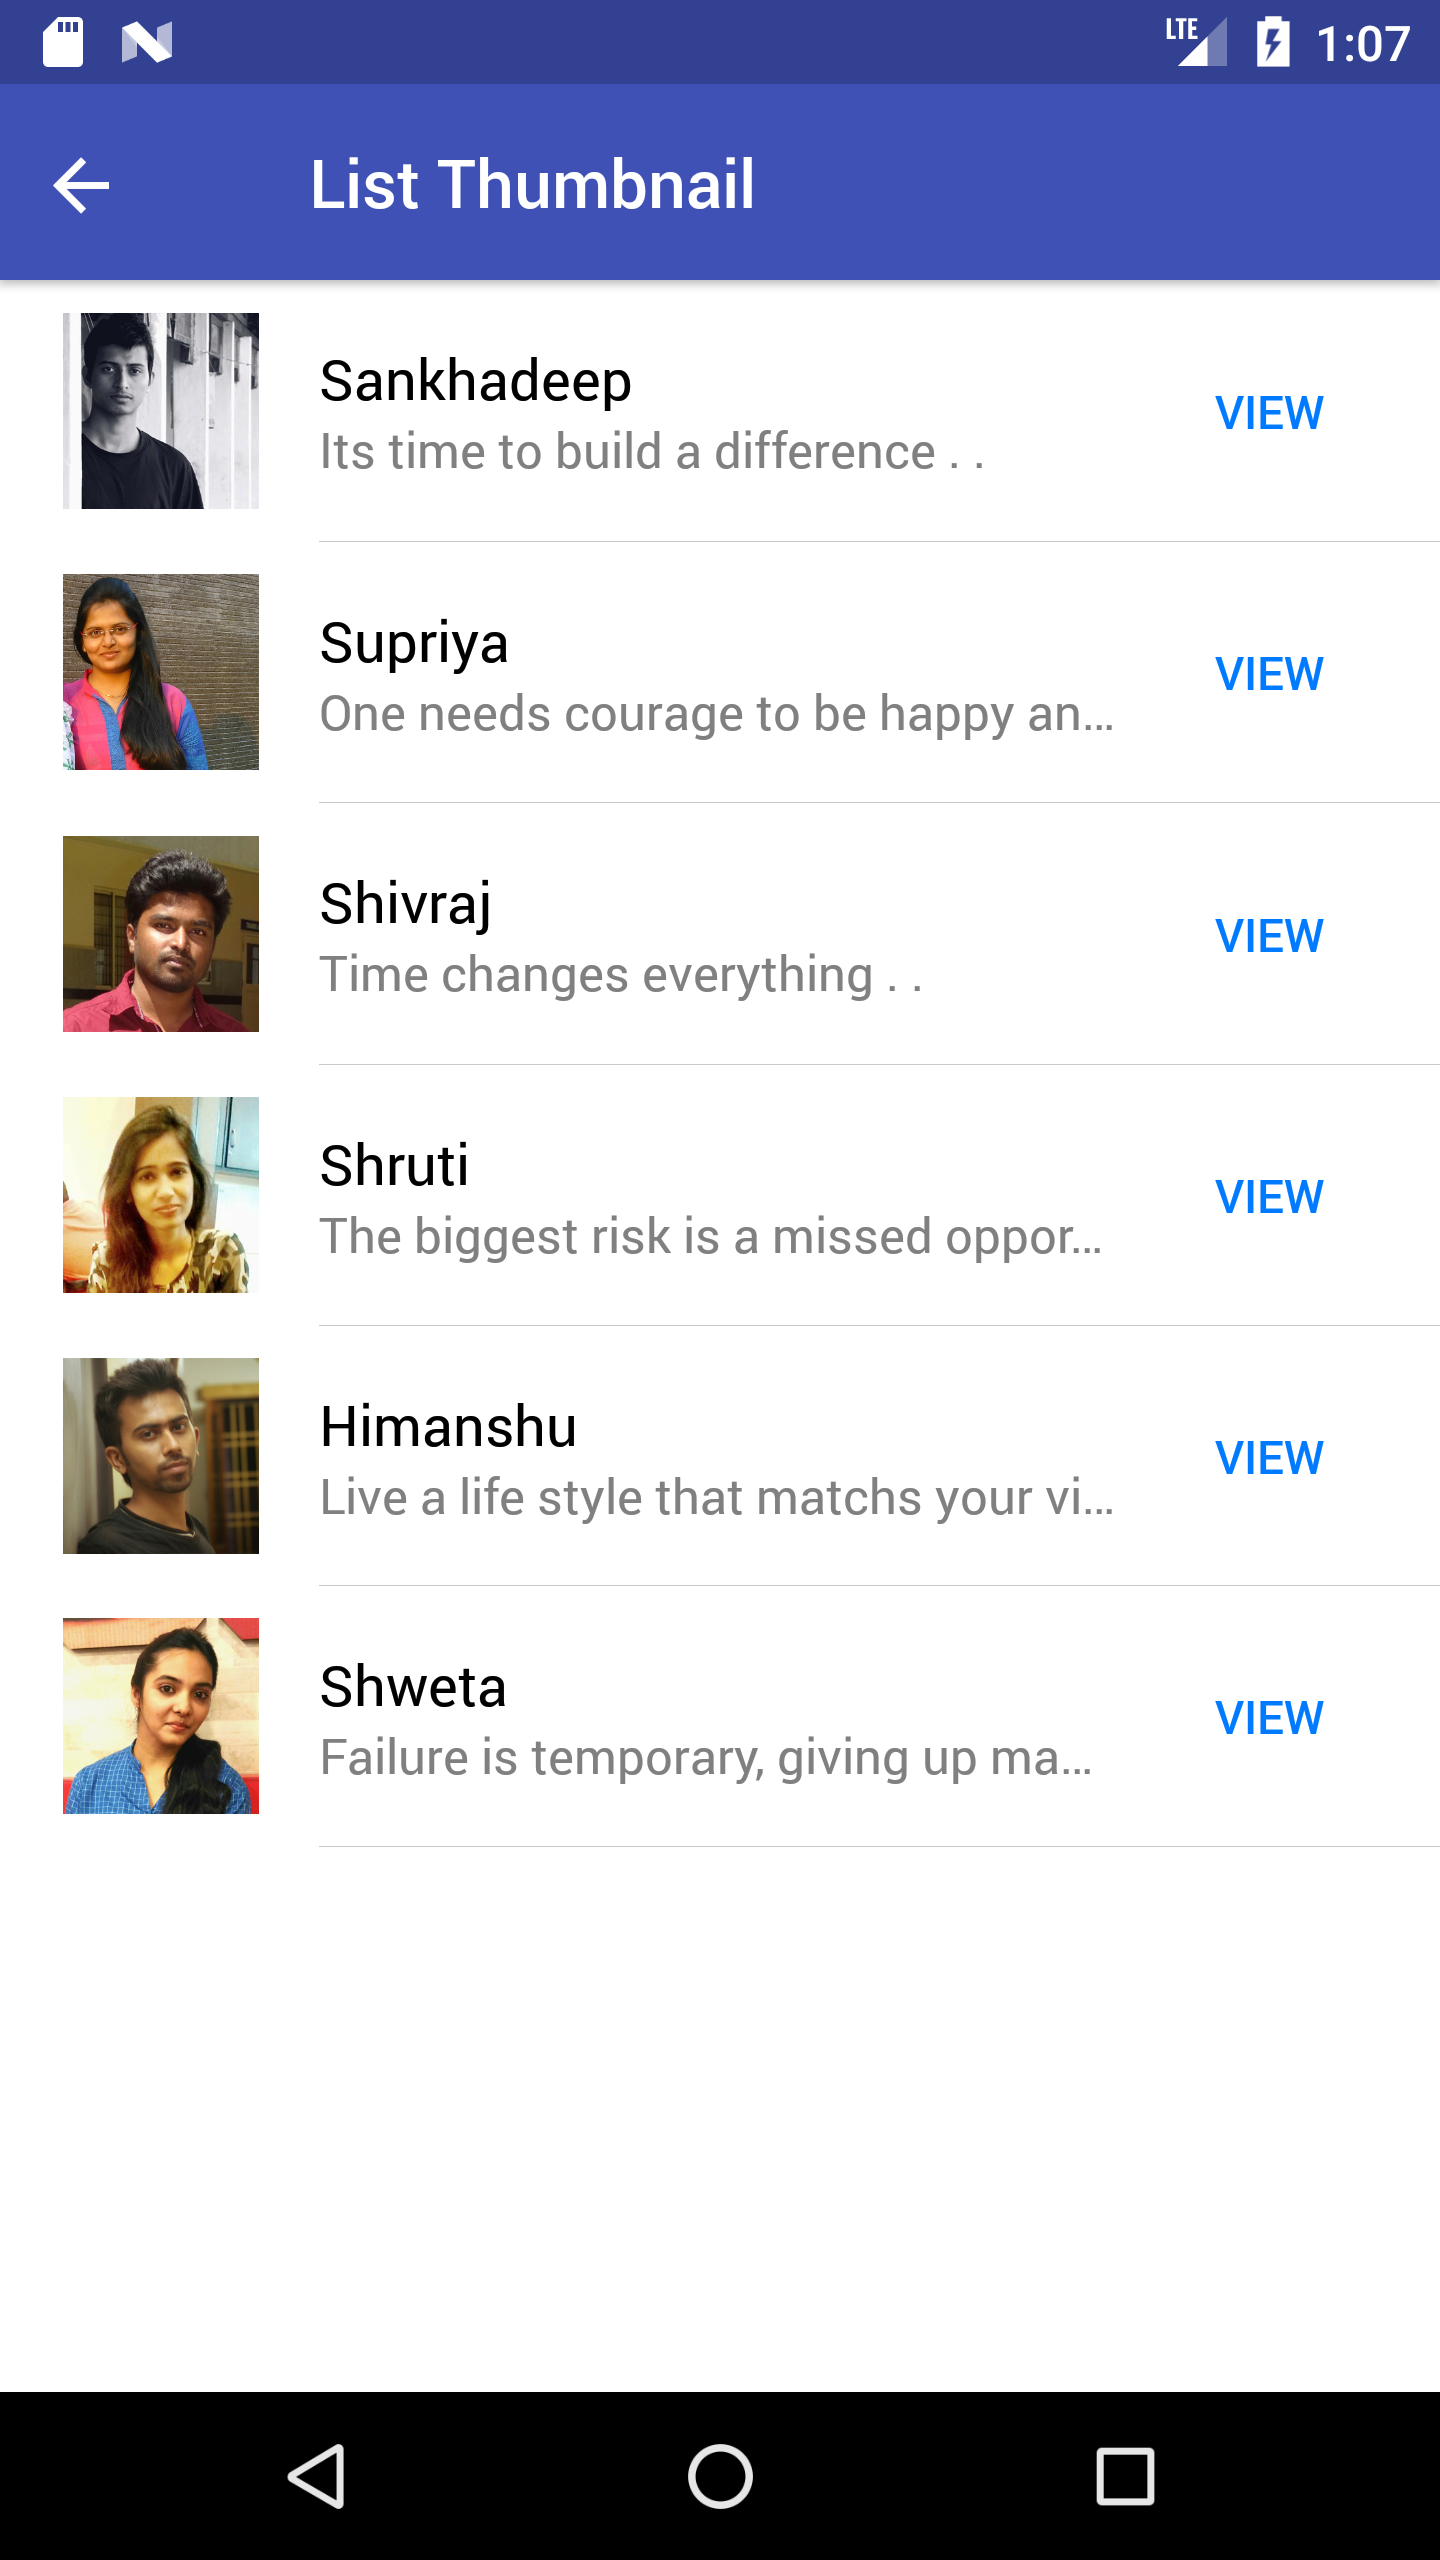 LTE 1:07
List Thumbnail
Sankhadeep
Its time to build a difference . .
VIEW
Supriya
One needs courage to be happy an...
VIEW
Shivraj
Time changes everything . .
VIEW
Shruti
The biggest risk is a missed oppor...
VIEW
Himanshu
Live a life style that matchs your vi...
VIEW
Shweta
Failure is temporary, giving up ma...
VIEW